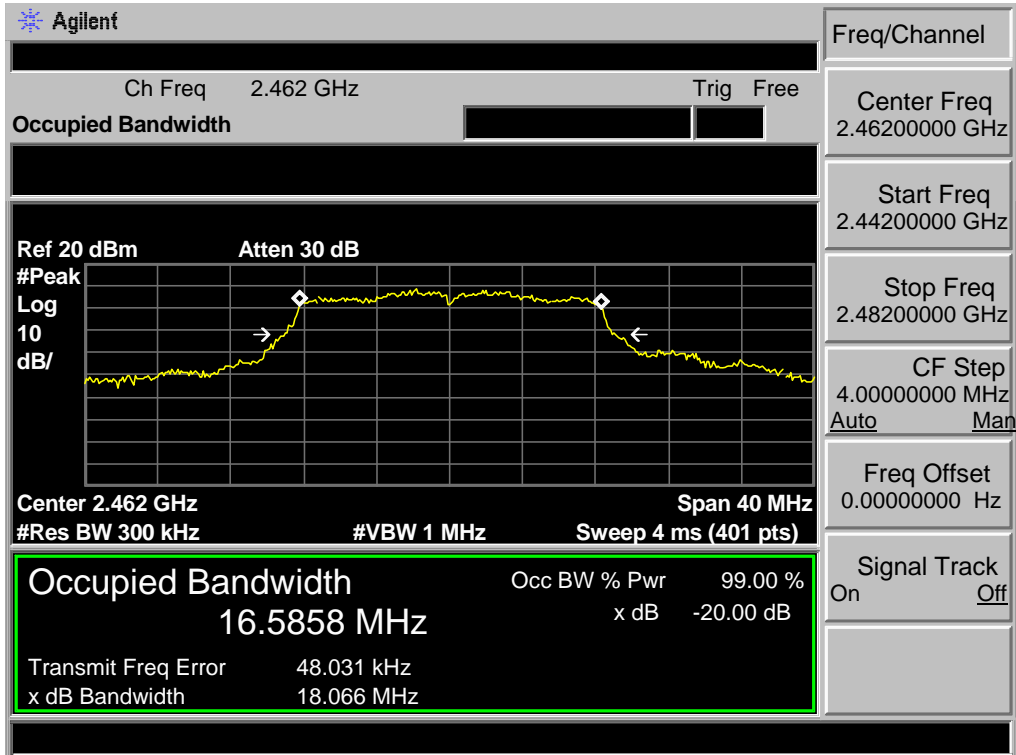 Agilent
Freq/Channel
Ch Freq 2.462 GHz Trig Free
Occupied Bandwidth
Center Freq
2.46200000 GHz
Start Freq
2.44200000 GHz
Stop Freq
2.48200000 GHz
CF Step
4.00000000 MHz
Auto Man
Freq Offset
0.00000000 Hz
Signal Track
On Off
Ref 20 dBm Atten 30 dB
#Peak
Log
10
dB/
Center 2.462 GHz Span 40 MHz
#Res BW 300 kHz #VBW 1 MHz Sweep 4 ms (401 pts)
Occupied Bandwidth Occ BW % Pwr 99.00 %
16.5858 MHz x dB -20.00 dB
Transmit Freq Error 48.031 kHz
x dB Bandwidth 18.066 MHz